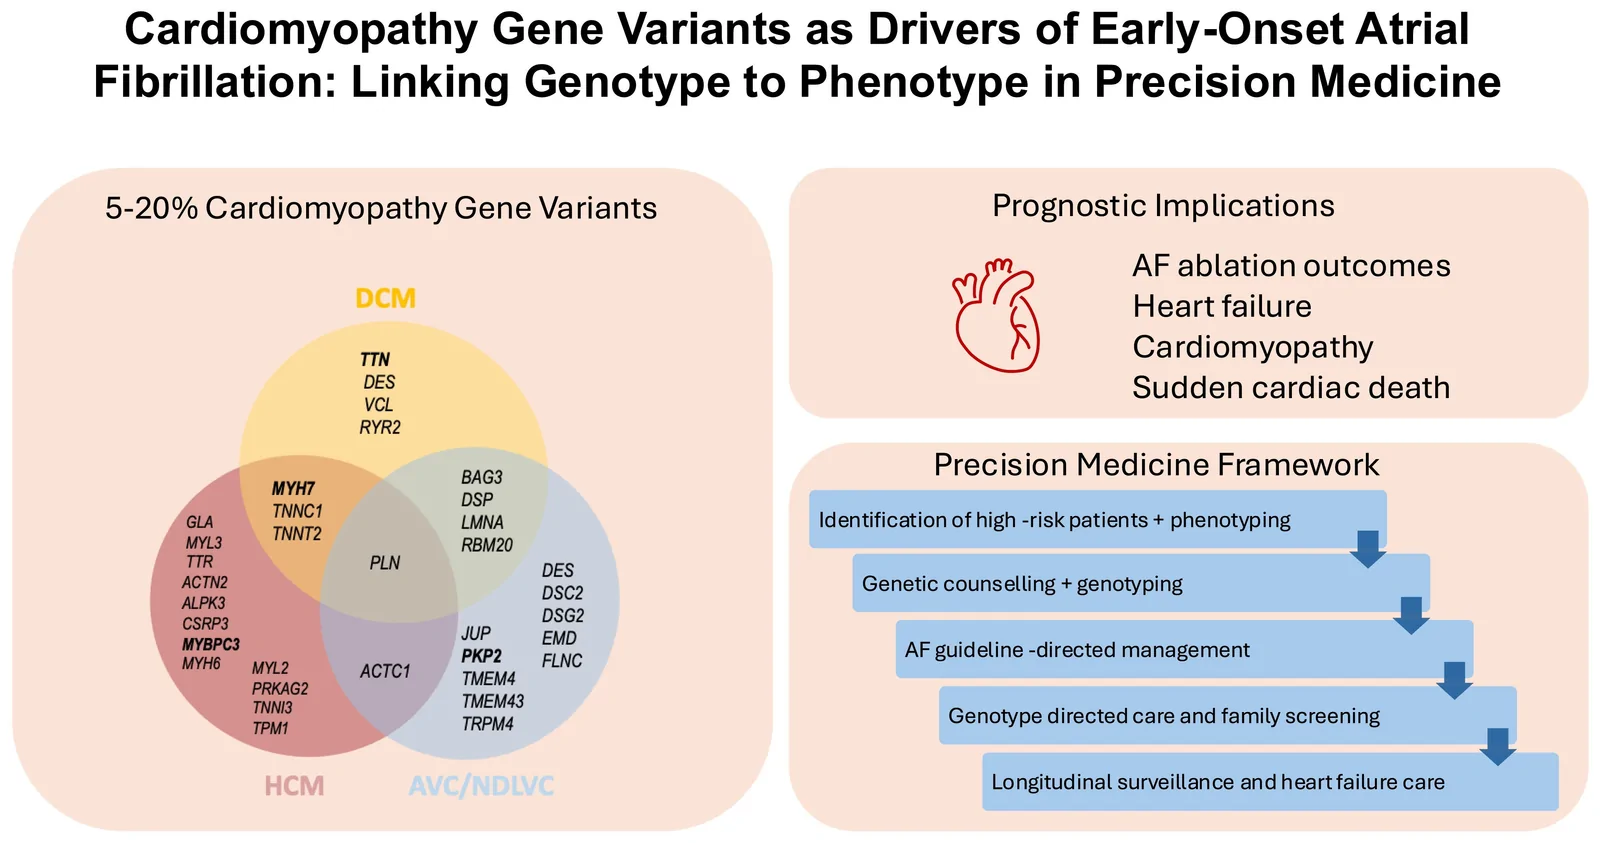 Cardiomyopathy Gene Variants as Drivers of Early-Onset Atrial
Fibrillation: Linking Genotype to Phenotype in Precision Medicine
5-20% Cardiomyopathy Gene Variants
DCM
TTN
DES
VCL
RYR2
MYH7
TNNC1
TNNT2
BAG3
DSP
LMNA
RBM20
PLN
GLA
MYL3
TTR
ACTN2
ALPK3
CSRP3
MYBPC3
MYH6
MYL2
PRKAG2
TNNI3
TPM1
ACTC1
DES
DSC2
DSG2
EMD
FLNC
JUP
PKP2
TMEM4
TMEM43
TRPM4
HCM
AVC/NDLVC
Prognostic Implications
AF ablation outcomes
Heart failure
Cardiomyopathy
Sudden cardiac death
Precision Medicine Framework
Identification of high -risk patients + phenotyping
Genetic counselling + genotyping
AF guideline -directed management
Genotype directed care and family screening
Longitudinal surveillance and heart failure care